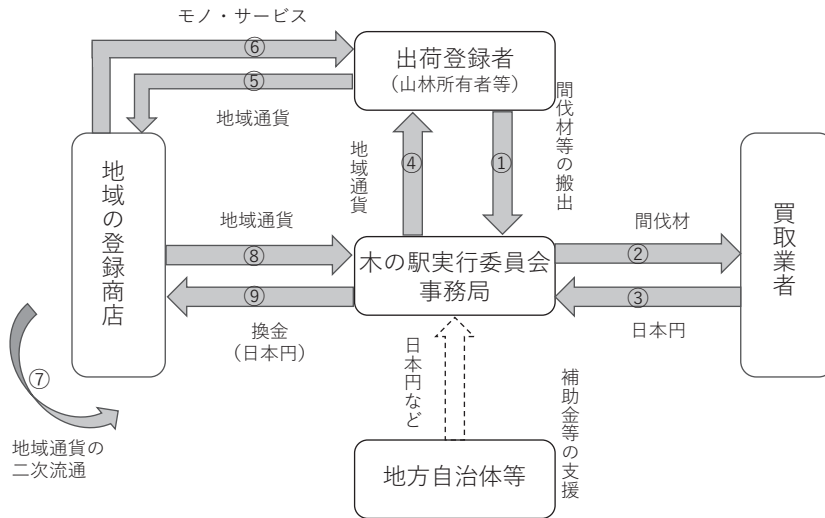 モノ・サービス
⑥
⑤
地域通貨
出荷登録者
（山林所有者等）
地域通貨
④
①
間伐材等の搬出
地域の登録商店
地域通貨
⑧
⑨
換金
（日本円）
木の駅実行委員会
事務局
間伐材
②
③
日本円
買取業者
⑦
地域通貨の
二次流通
日本円など
補助金等の支援
地方自治体等